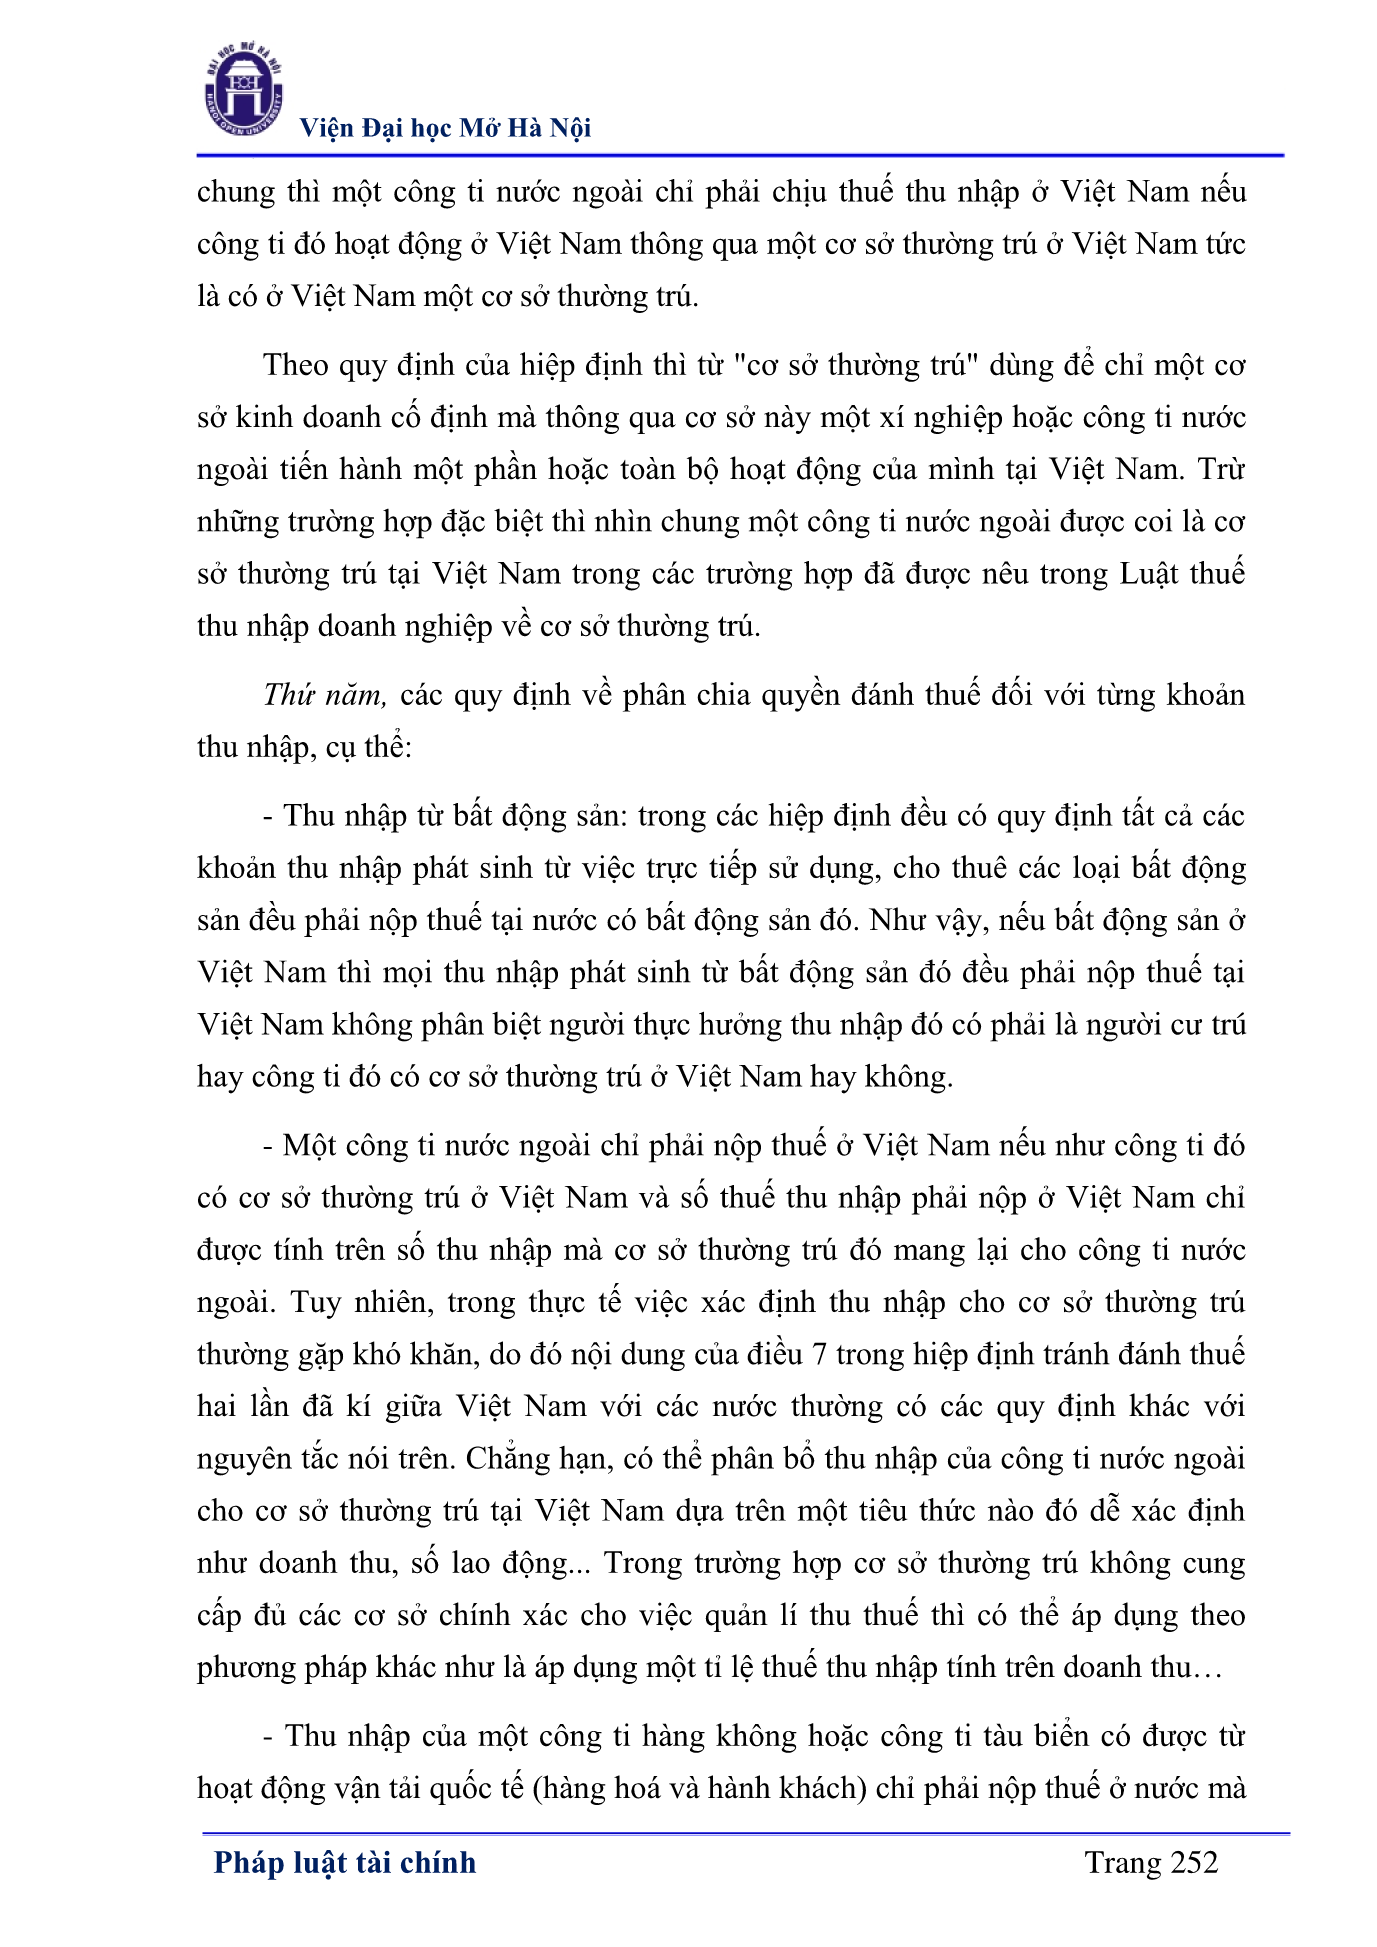 ĐẠI HỌC MỞ HÀ NỘI
HANOI OPEN UNIVERSITY
Viện Đại học Mở Hà Nội
chung thì một công ti nước ngoài chỉ phải chịu thuế thu nhập ở Việt Nam nếu
công ti đó hoạt động ở Việt Nam thông qua một cơ sở thường trú ở Việt Nam tức
là có ở Việt Nam một cơ sở thường trú.
Theo quy định của hiệp định thì từ "cơ sở thường trú" dùng để chỉ một cơ
sở kinh doanh cố định mà thông qua cơ sở này một xí nghiệp hoặc công ti nước
ngoài tiến hành một phần hoặc toàn bộ hoạt động của mình tại Việt Nam. Trừ
những trường hợp đặc biệt thì nhìn chung một công ti nước ngoài được coi là cơ
sở thường trú tại Việt Nam trong các trường hợp đã được nêu trong Luật thuế
thu nhập doanh nghiệp về cơ sở thường trú.
Thứ năm, các quy định về phân chia quyền đánh thuế đối với từng khoản
thu nhập, cụ thể:
- Thu nhập từ bất động sản: trong các hiệp định đều có quy định tất cả các
khoản thu nhập phát sinh từ việc trực tiếp sử dụng, cho thuê các loại bất động
sản đều phải nộp thuế tại nước có bất động sản đó. Như vậy, nếu bất động sản ở
Việt Nam thì mọi thu nhập phát sinh từ bất động sản đó đều phải nộp thuế tại
Việt Nam không phân biệt người thực hưởng thu nhập đó có phải là người cư trú
hay công ti đó có cơ sở thường trú ở Việt Nam hay không.
- Một công ti nước ngoài chỉ phải nộp thuế ở Việt Nam nếu như công ti đó
có cơ sở thường trú ở Việt Nam và số thuế thu nhập phải nộp ở Việt Nam chỉ
được tính trên số thu nhập mà cơ sở thường trú đó mang lại cho công ti nước
ngoài. Tuy nhiên, trong thực tế việc xác định thu nhập cho cơ sở thường trú
thường gặp khó khăn, do đó nội dung của điều 7 trong hiệp định tránh đánh thuế
hai lần đã kí giữa Việt Nam với các nước thường có các quy định khác với
nguyên tắc nói trên. Chẳng hạn, có thể phân bổ thu nhập của công ti nước ngoài
cho cơ sở thường trú tại Việt Nam dựa trên một tiêu thức nào đó dễ xác định
như doanh thu, số lao động... Trong trường hợp cơ sở thường trú không cung
cấp đủ các cơ sở chính xác cho việc quản lí thu thuế thì có thể áp dụng theo
phương pháp khác như là áp dụng một tỉ lệ thuế thu nhập tính trên doanh thu…
- Thu nhập của một công ti hàng không hoặc công ti tàu biển có được từ
hoạt động vận tải quốc tế (hàng hoá và hành khách) chỉ phải nộp thuế ở nước mà
Pháp luật tài chính Trang 252